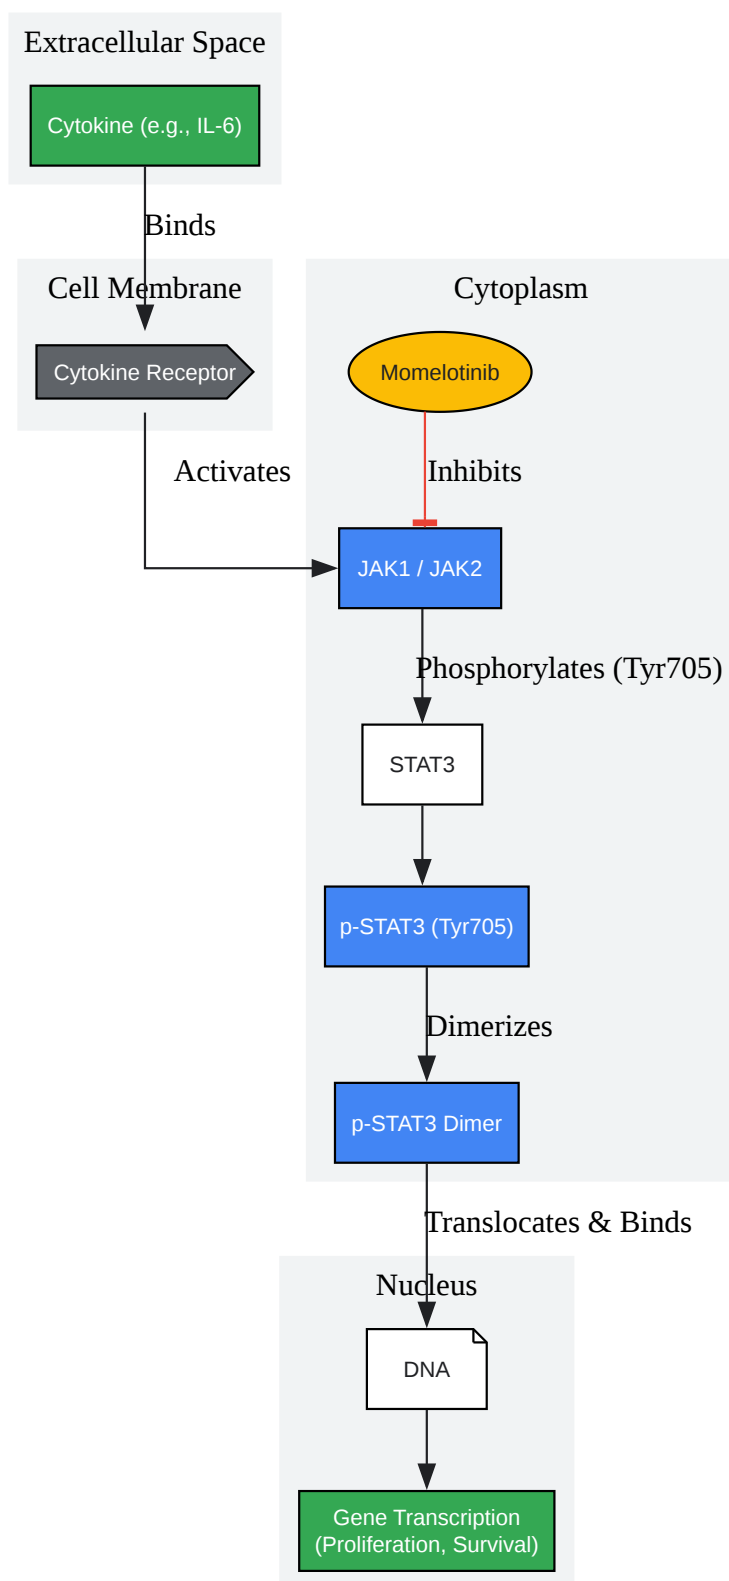 Extracellular Space
Cytokine (e.g., IL-6)
Binds
Cell Membrane
Cytoplasm
Cytokine Receptor
Momelotinib
Activates
Inhibits
JAK1 / JAK2
Phosphorylates (Tyr705)
STAT3
p-STAT3 (Tyr705)
Dimerizes
p-STAT3 Dimer
Translocates & Binds
Nucleus
DNA
Gene Transcription
(Proliferation, Survival)